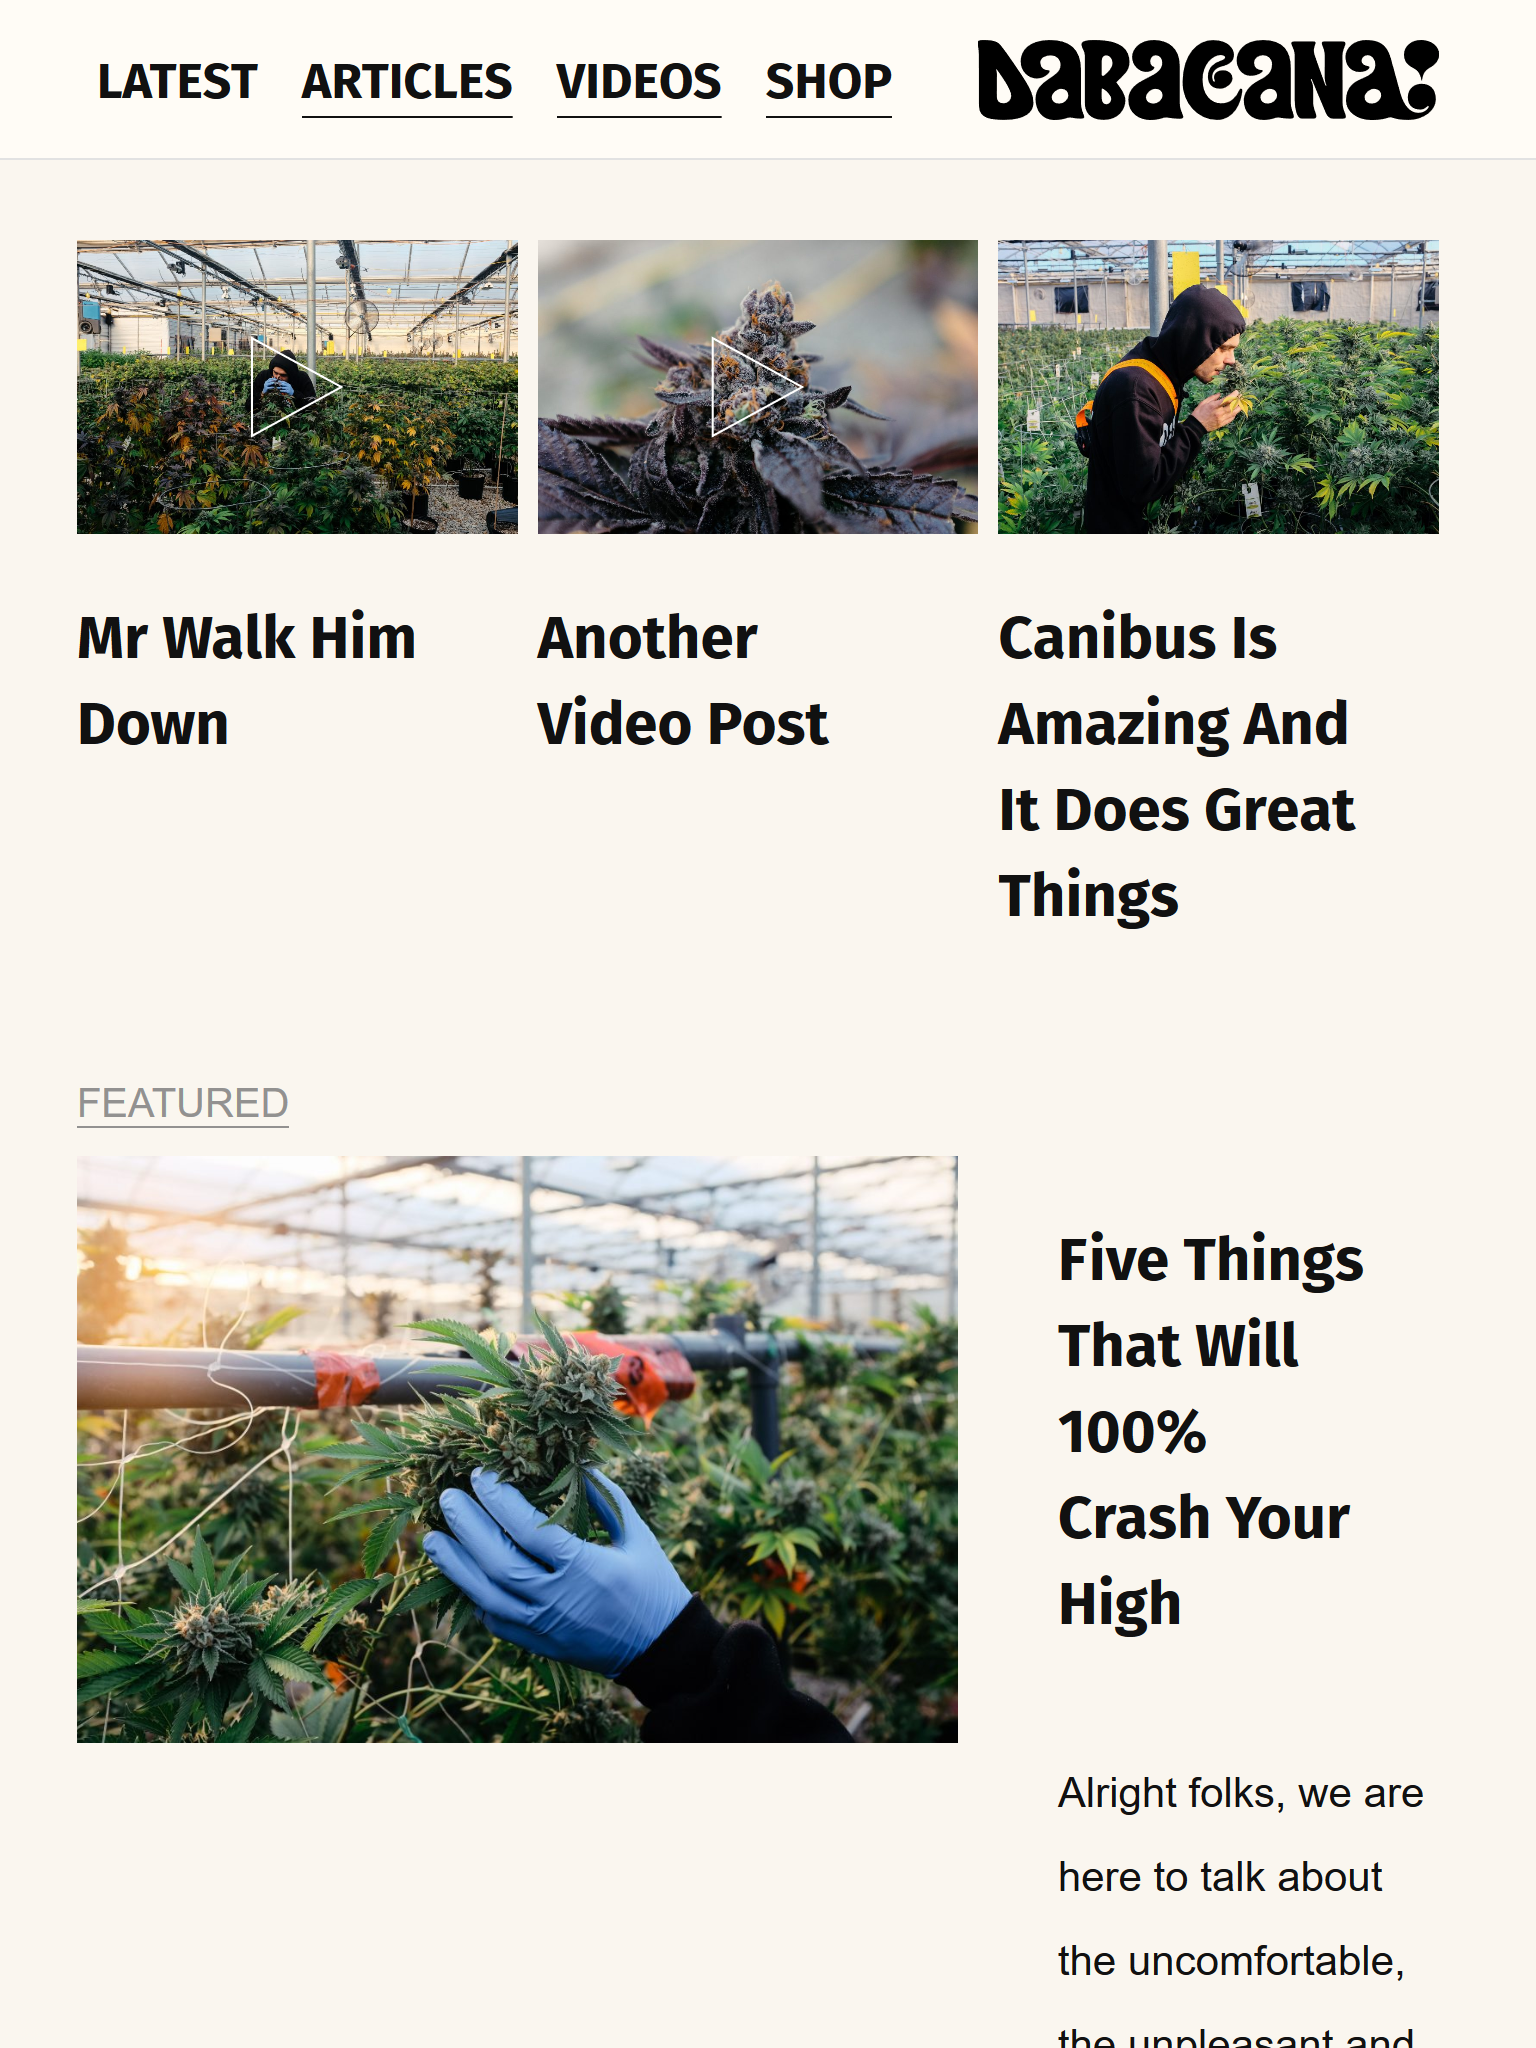 LATEST ARTICLES VIDEOS SHOP DABACANA!
Mr Walk Him
Down
Another
Video Post
Canibus Is
Amazing And
It Does Great
Things
FEATURED
Five Things
That Will
100%
Crash Your
High
Alright folks, we are
here to talk about
the uncomfortable,
the unpleasant and